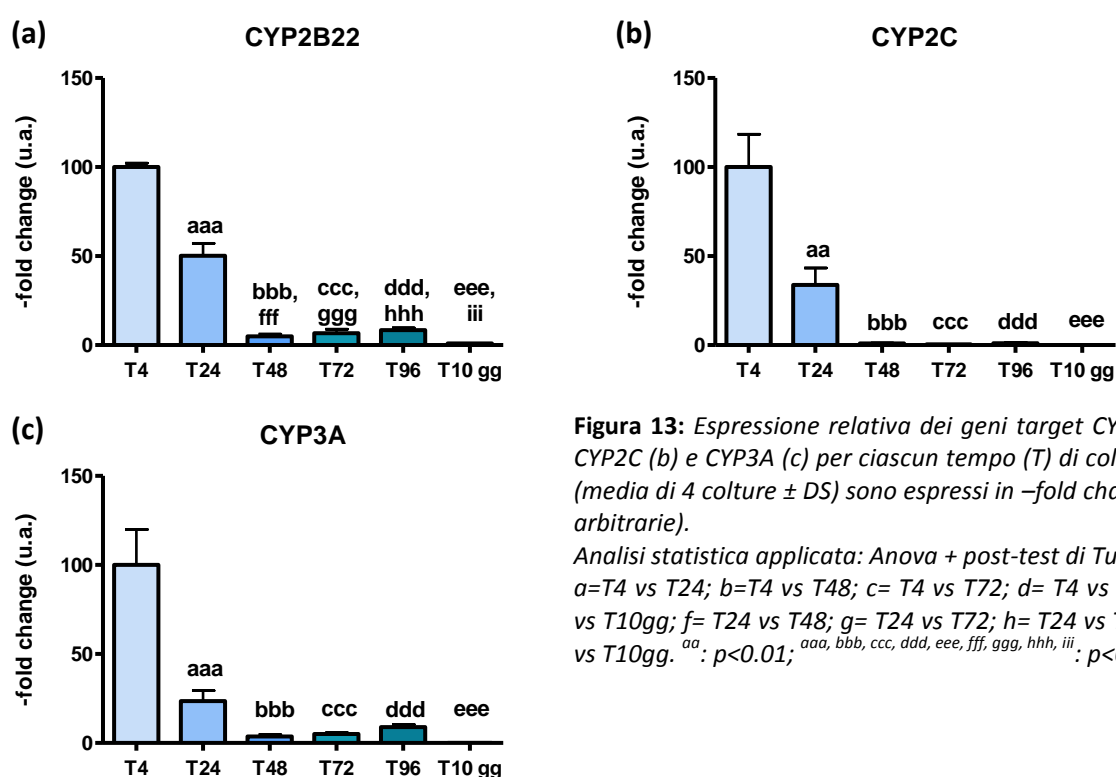 (a)
CYP2B22
-fold change (u.a.)
150
100
50
0
aaa
bbb,
fff
ccc,
ggg
ddd,
hhh
eee,
iii
T4 T24 T48 T72 T96 T10 gg
(b)
CYP2C
-fold change (u.a.)
150
100
50
0
aa
bbb
ccc
ddd
eee
T4 T24 T48 T72 T96 T10 gg
(c)
CYP3A
-fold change (u.a.)
150
100
50
0
aaa
bbb
ccc
ddd
eee
T4 T24 T48 T72 T96 T10 gg
Figura 13: Espressione relativa dei geni target
CYP2C (b) e CYP3A (c) per ciascun tempo (T) di
(media di 4 colture ± DS) sono espressi in –fold
arbitrarie).
Analisi statistica applicata: Anova + post-test di
a=T4 vs T24; b=T4 vs T48; c= T4 vs T72; d= T4 vs
vs T10gg; f= T24 vs T48; g= T24 vs T72; h= T24 vs
vs T10gg. aa: p<0.01; aaa, bbb, ccc, ddd, eee, fff, ggg, hhh, iii: